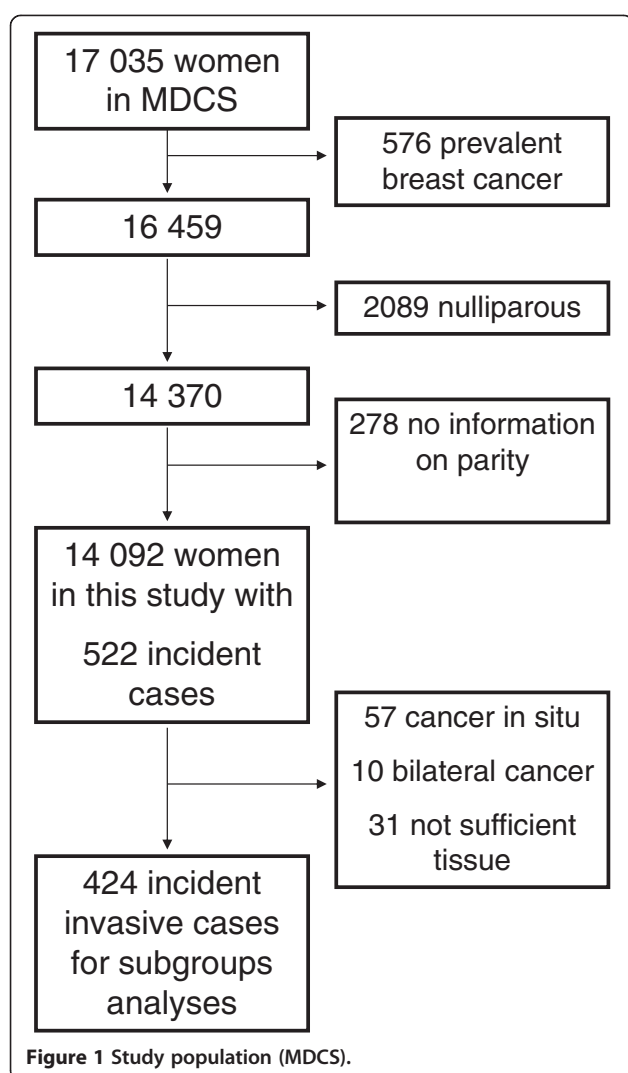 17 035 women
in MDCS
576 prevalent
breast cancer
16 459
2089 nulliparous
14 370
278 no information
on parity
14 092 women
in this study with
522 incident
cases
57 cancer in situ
10 bilateral cancer
31 not sufficient
tissue
424 incident
invasive cases
for subgroups
analyses
Figure 1 Study population (MDCS).